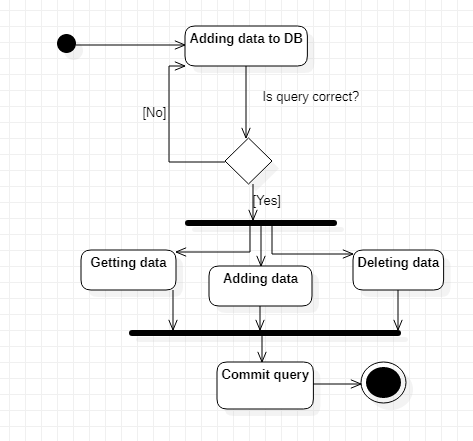 Adding data to DB
Is query correct?
[No]
[Yes]
Getting data
Adding data
Deleting data
Commit query